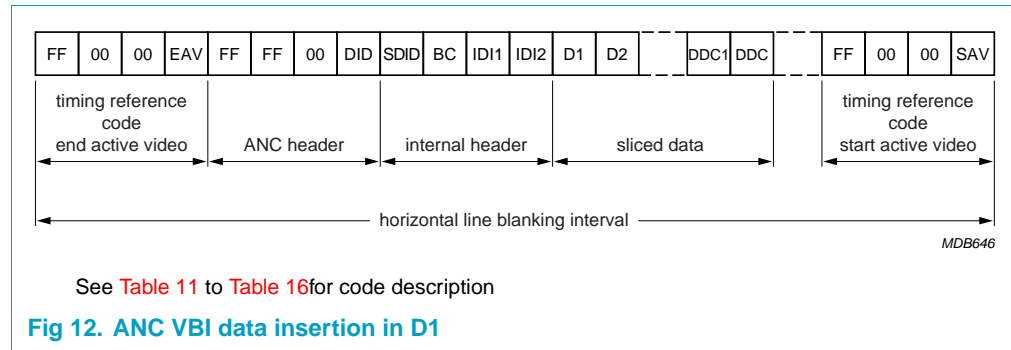 FF 00 00 EAV FF FF 00 DID SDID BC IDI1 IDI2 D1 D2 DDC1 DDC FF 00 00 SAV
timing reference
code
end active video
ANC header
internal header
sliced data
timing reference
code
start active video
horizontal line blanking interval
MDB646
See Table 11 to Table 16for code description
Fig 12. ANC VBI data insertion in D1